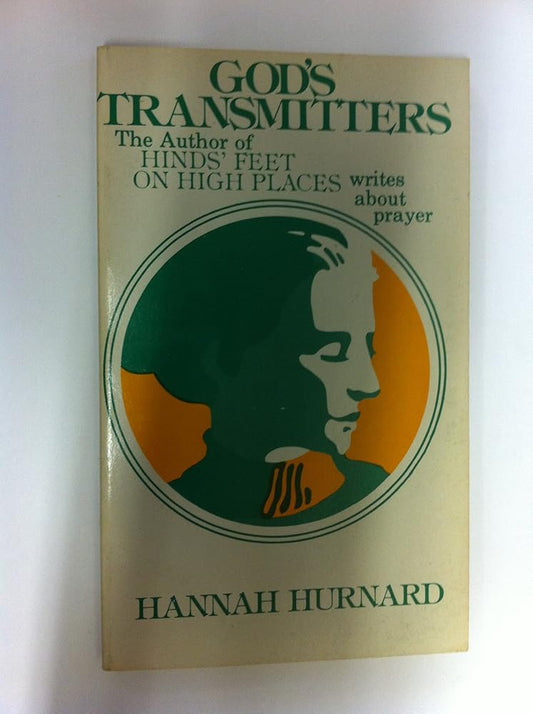 GOD'S
TRANSMITTERS
The Author of
HINDS' FEET
ON HIGH PLACES writes
about
prayer
HANNAH HURNARD